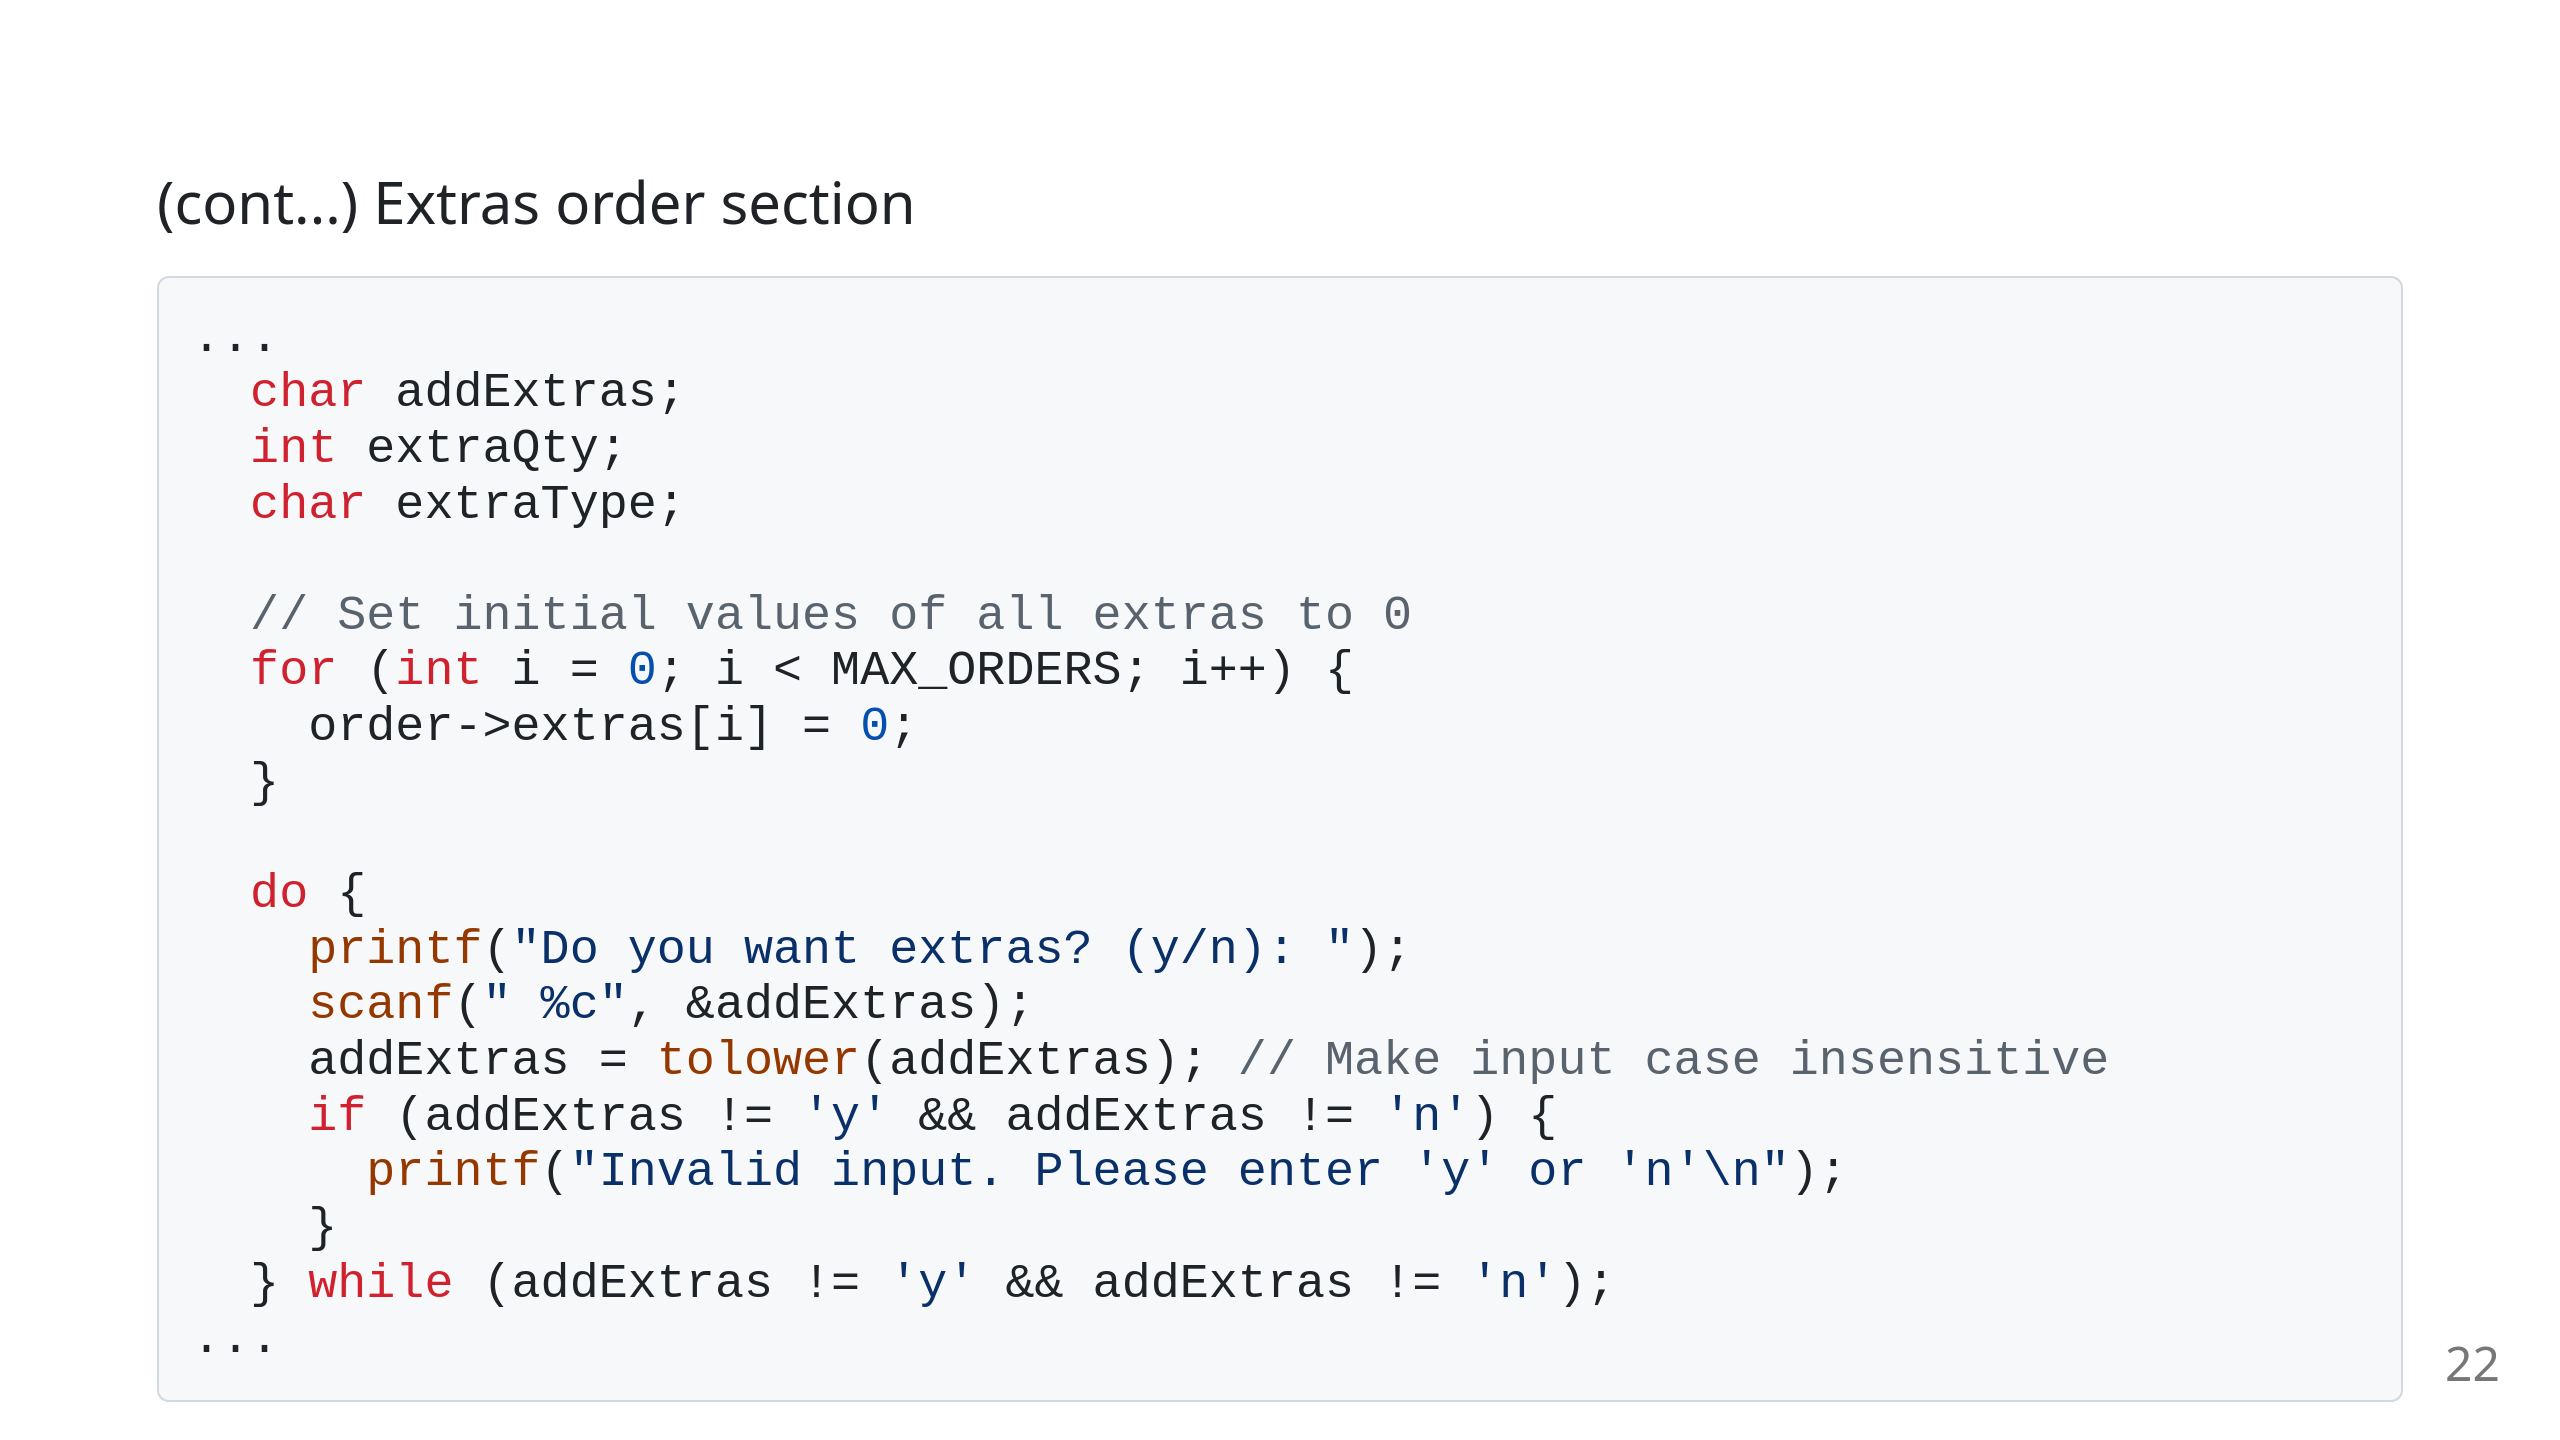 (cont...) Extras order section
...
  char addExtras;
  int extraQty;
  char extraType;

  // Set initial values of all extras to 0
  for (int i = 0; i < MAX_ORDERS; i++) {
    order->extras[i] = 0;
  }

  do {
    printf("Do you want extras? (y/n): ");
    scanf(" %c", &addExtras);
    addExtras = tolower(addExtras); // Make input case insensitive
    if (addExtras != 'y' && addExtras != 'n') {
      printf("Invalid input. Please enter 'y' or 'n'\n");
    }
  } while (addExtras != 'y' && addExtras != 'n');
...
22